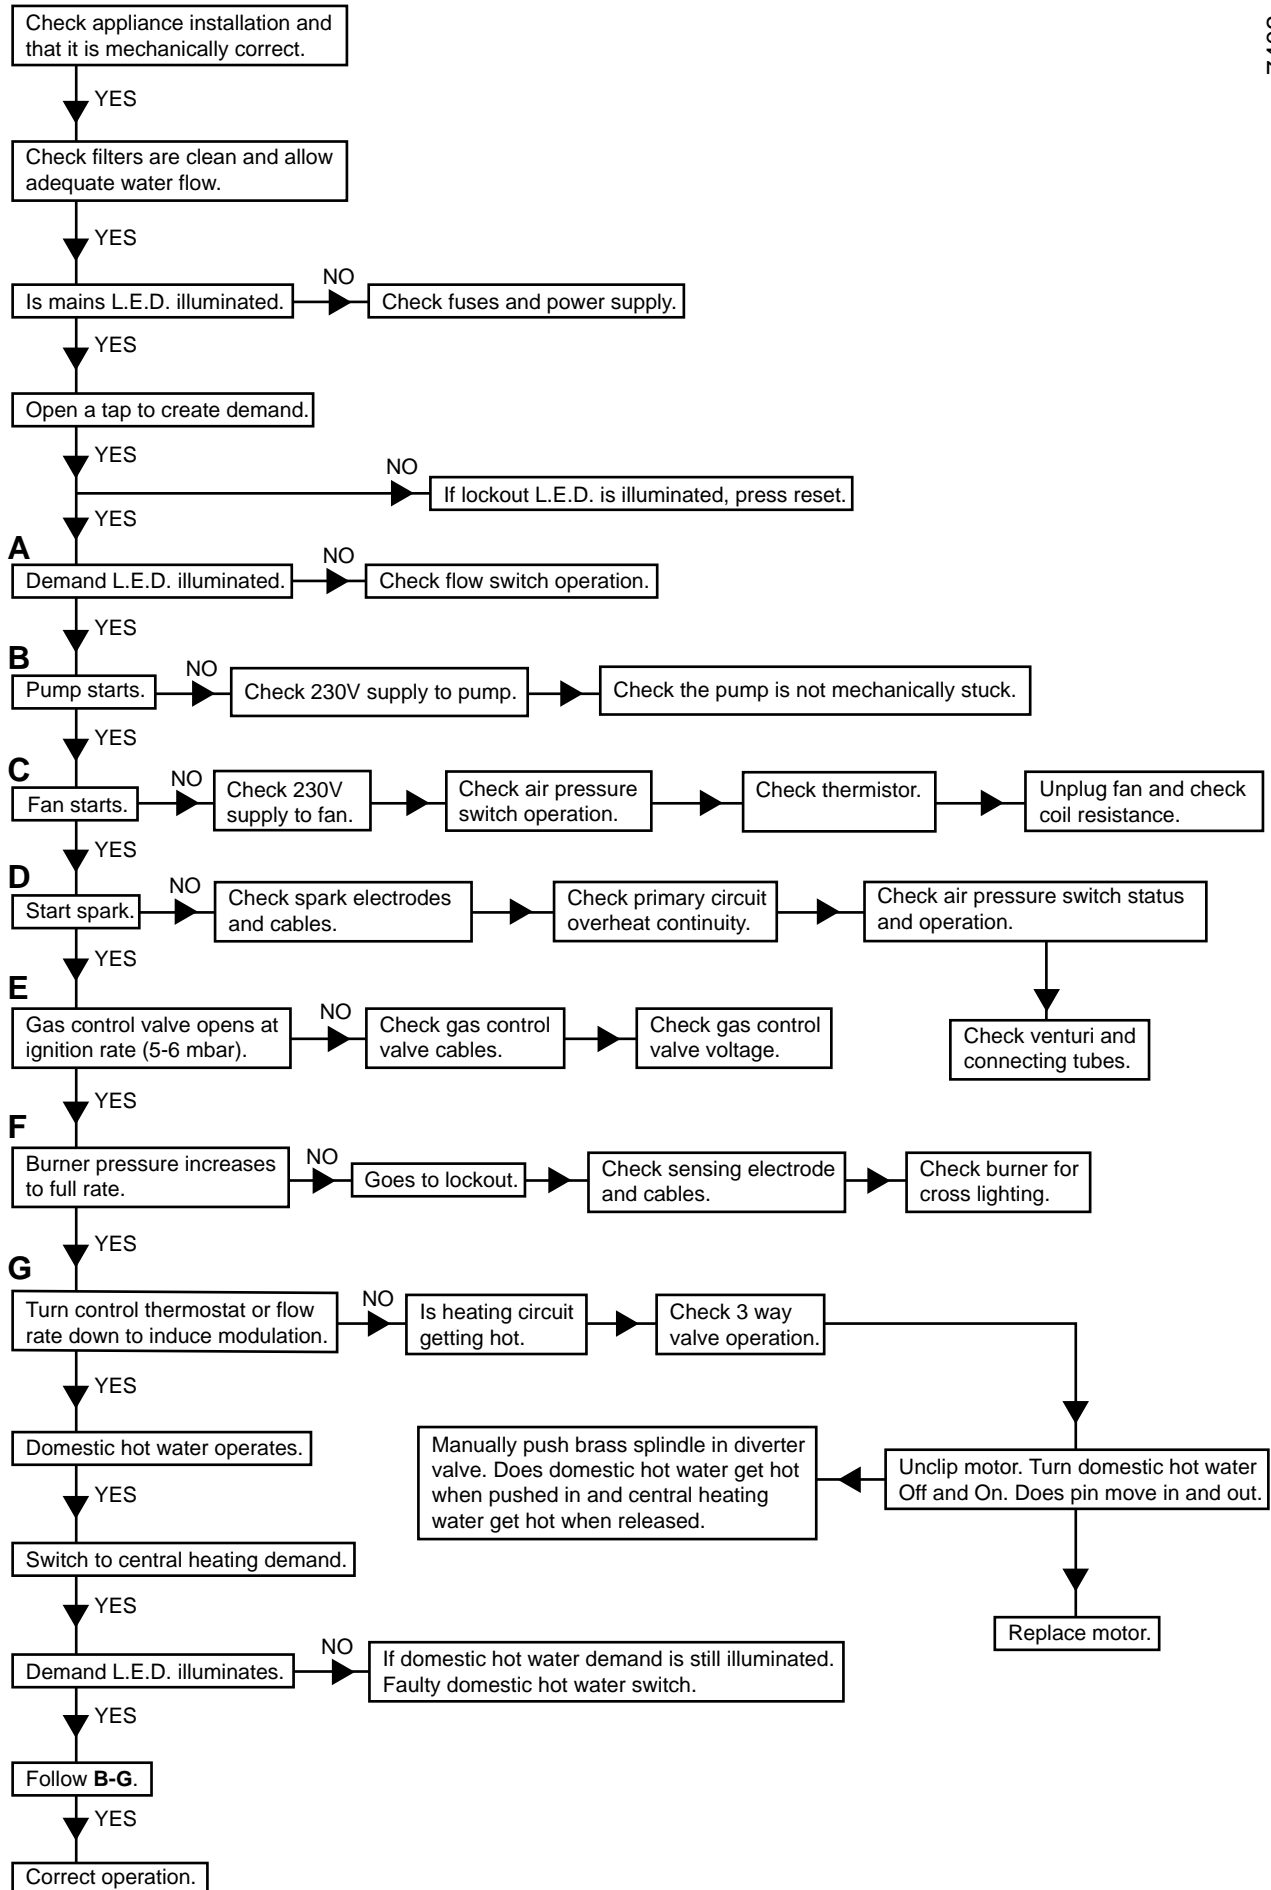 Check appliance installation and
that it is mechanically correct.
YES
Check filters are clean and allow
adequate water flow.
YES
Is mains L.E.D. illuminated.
NO
Check fuses and power supply.
YES
Open a tap to create demand.
YES
NO
If lockout L.E.D. is illuminated, press reset.
YES
A
Demand L.E.D. illuminated.
NO
Check flow switch operation.
YES
B
Pump starts.
NO
Check 230V supply to pump.
Check the pump is not mechanically stuck.
YES
C
Fan starts.
NO
Check 230V
supply to fan.
Check air pressure
switch operation.
Check thermistor.
Unplug fan and check
coil resistance.
YES
D
Start spark.
NO
Check spark electrodes
and cables.
Check primary circuit
overheat continuity.
Check air pressure switch status
and operation.
Check venturi and
connecting tubes.
YES
E
Gas control valve opens at
ignition rate (5-6 mbar).
NO
Check gas control
valve cables.
Check gas control
valve voltage.
YES
F
Burner pressure increases
to full rate.
NO
Goes to lockout.
Check sensing electrode
and cables.
Check burner for
cross lighting.
YES
G
Turn control thermostat or flow
rate down to induce modulation.
NO
Is heating circuit
getting hot.
Check 3 way
valve operation.
Unclip motor. Turn domestic hot water
Off and On. Does pin move in and out.
Manually push brass splindle in diverter
valve. Does domestic hot water get hot
when pushed in and central heating
water get hot when released.
Replace motor.
YES
Domestic hot water operates.
YES
Switch to central heating demand.
YES
Demand L.E.D. illuminates.
NO
If domestic hot water demand is still illuminated.
Faulty domestic hot water switch.
YES
Follow B-G.
YES
Correct operation.